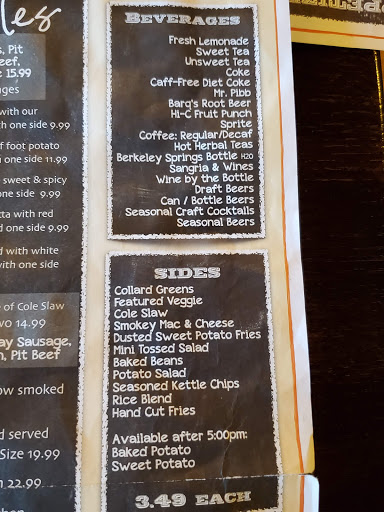 les
s, Pit
Beef,
e 15.99
ages
with our
h one side 9.99
f foot potato
one side 11.99
sweet & spicy
one side 9.99
tta with red
d one side 9.99
d with white
with one side
e of Cole Slaw
wo 14.99
ay Sausage,
n, Pit Beef
ow smoked
d served
Size 19.99
n 22.99
BEVERAGES
Fresh Lemonade
Sweet Tea
Unsweet Tea
Coke
Caff-Free Diet Coke
Mr. Pibb
Barq's Root Beer
Hi-C Fruit Punch
Sprite
Coffee: Regular/Decaf
Hot Herbal Teas
Berkeley Springs Bottle H2O
Sangria & Wines
Wine by the Bottle
Draft Beers
Can / Bottle Beers
Seasonal Craft Cocktails
Seasonal Beers
SIDES
Collard Greens
Featured Veggie
Cole Slaw
Smokey Mac & Cheese
Dusted Sweet Potato Fries
Mini Tossed Salad
Baked Beans
Potato Salad
Seasoned Kettle Chips
Rice Blend
Hand Cut Fries
Available after 5:00pm:
Baked Potato
Sweet Potato
3.49 EACH